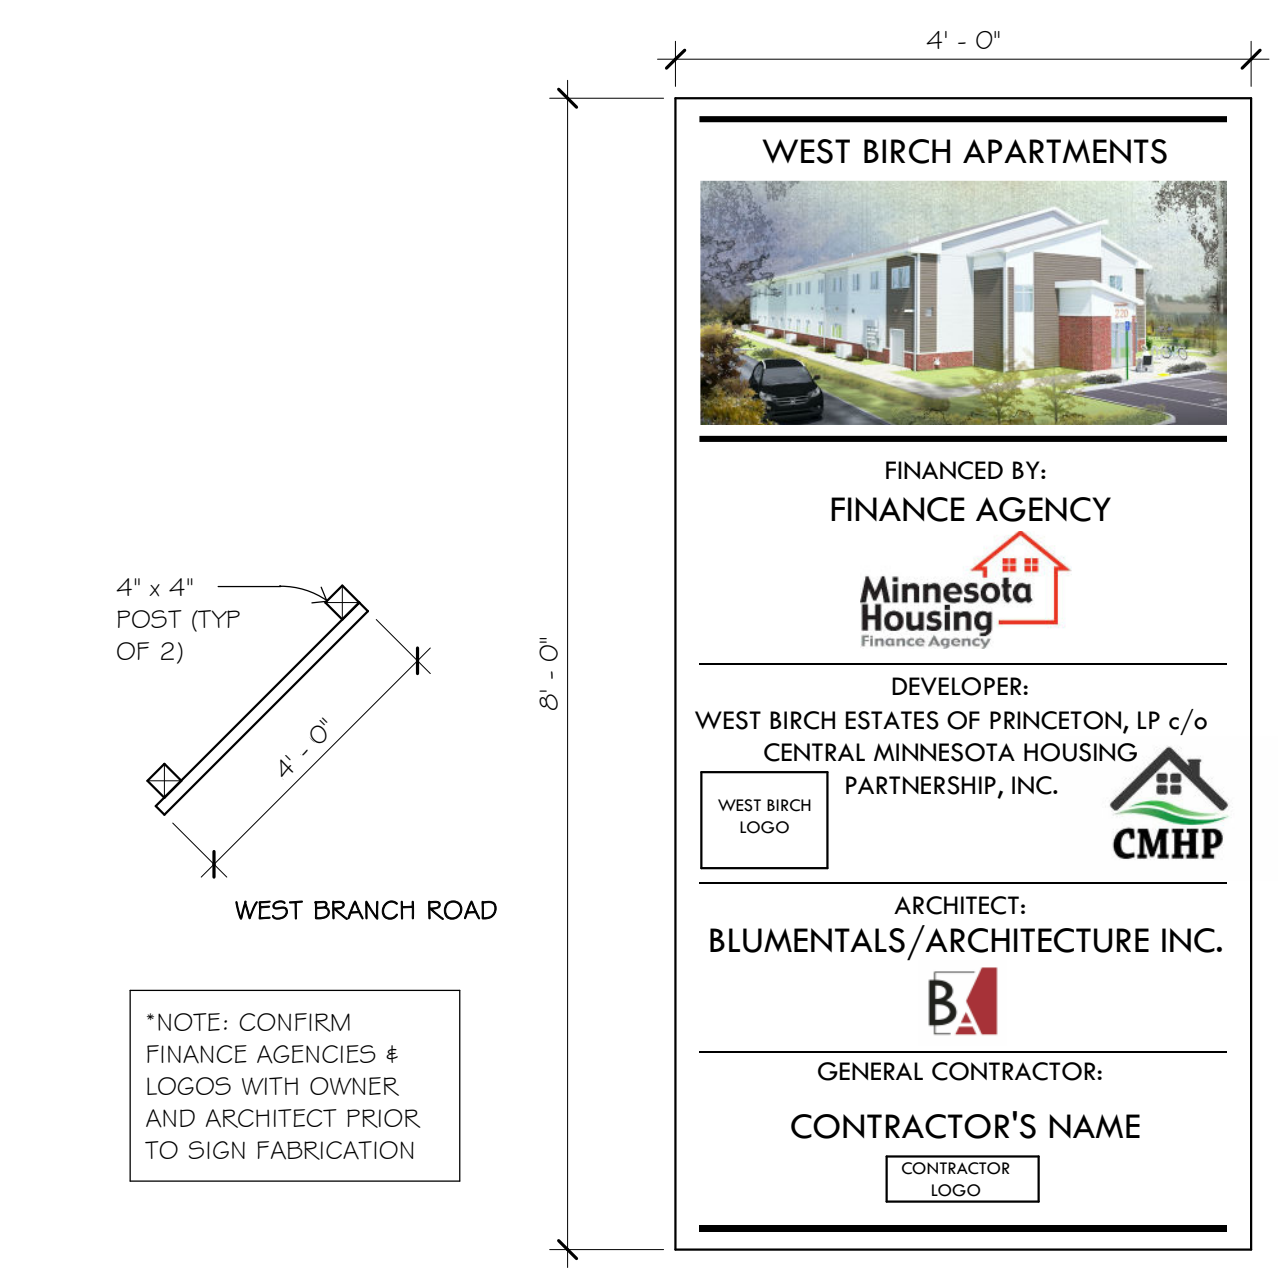 4' - 0"
WEST BIRCH APARTMENTS
220
FINANCED BY:
FINANCE AGENCY
Minnesota
Housing
Finance Agency
DEVELOPER:
WEST BIRCH ESTATES OF PRINCETON, LP c/o
CENTRAL MINNESOTA HOUSING
PARTNERSHIP, INC.
WEST BIRCH
LOGO
CMHP
ARCHITECT:
BLUMENTALS/ARCHITECTURE INC.
BA
GENERAL CONTRACTOR:
CONTRACTOR'S NAME
CONTRACTOR
LOGO
8' - 0"
4" x 4"
POST (TYP
OF 2)
4' - 0"
WEST BRANCH ROAD
*NOTE: CONFIRM
FINANCE AGENCIES &
LOGOS WITH OWNER
AND ARCHITECT PRIOR
TO SIGN FABRICATION